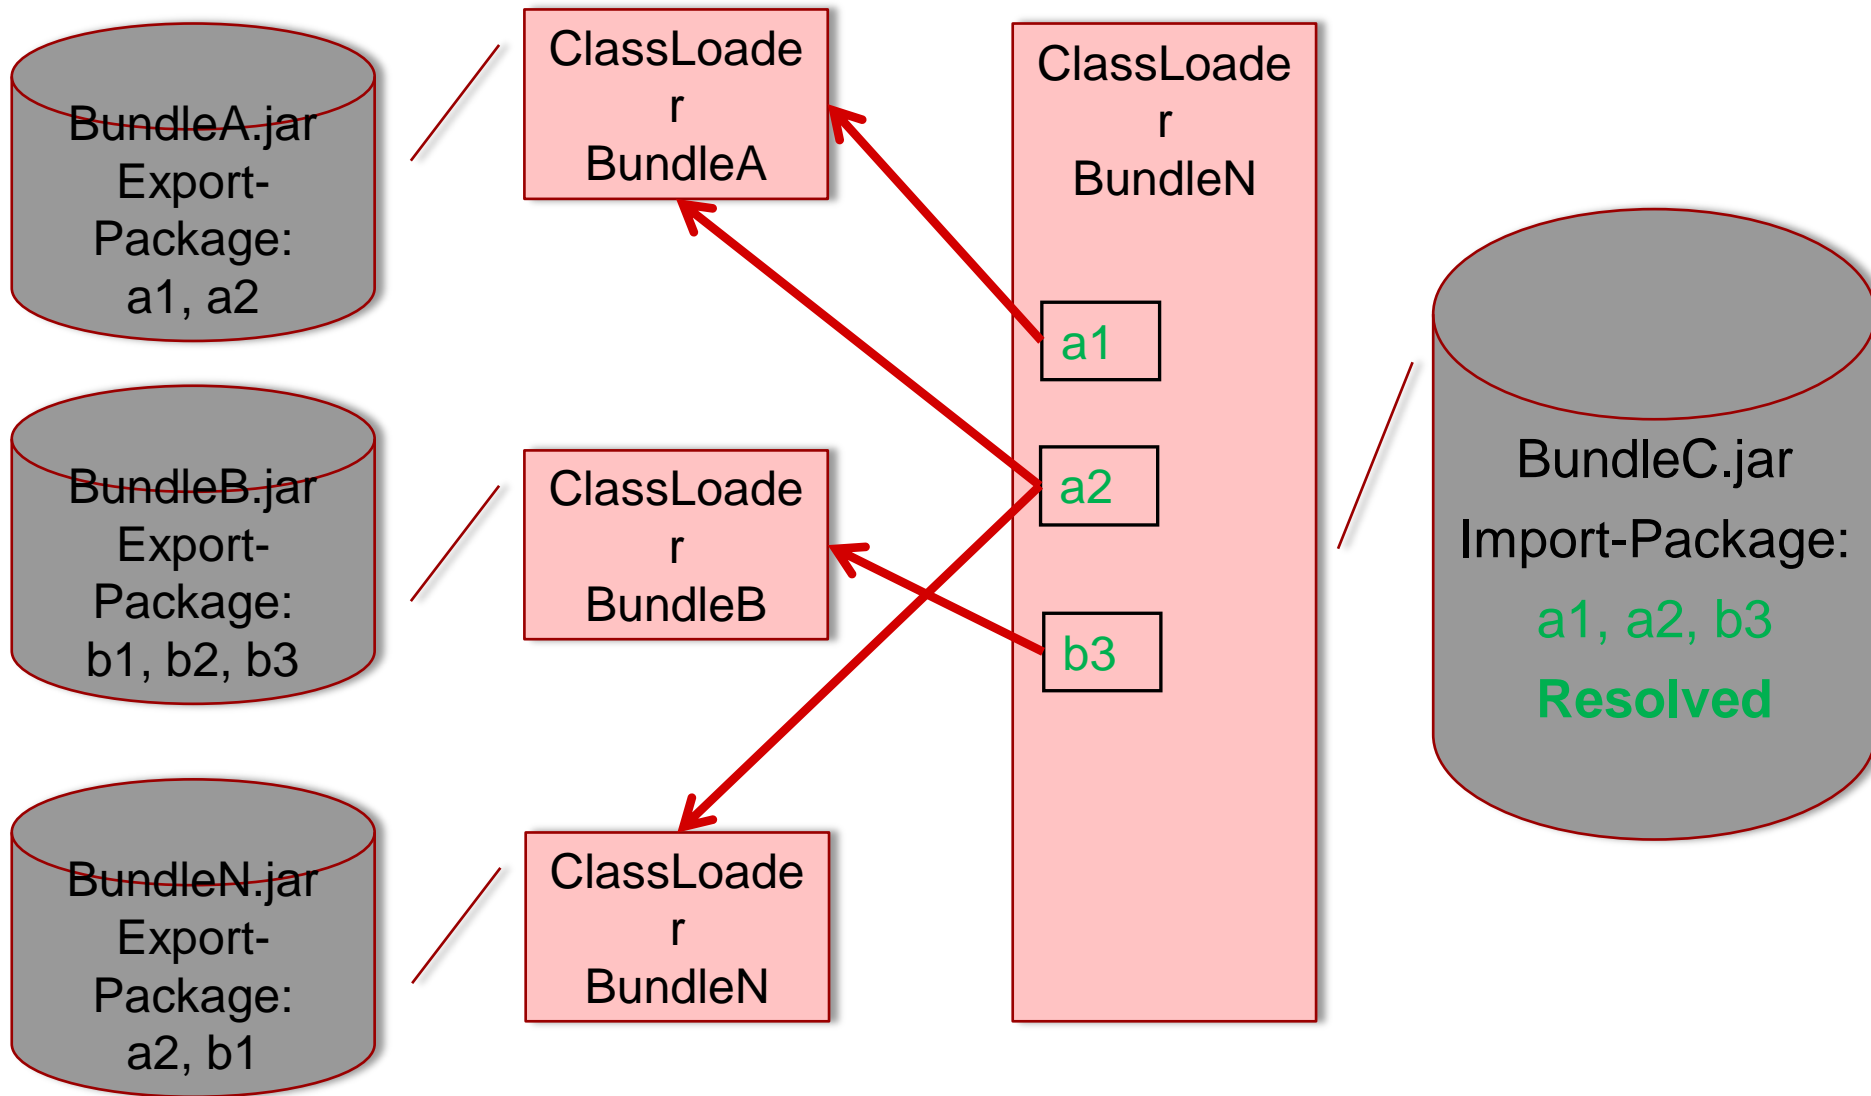 BundleA.jar
Export-
Package:
a1, a2
ClassLoade
r
BundleA
BundleB.jar
Export-
Package:
b1, b2, b3
ClassLoade
r
BundleB
BundleN.jar
Export-
Package:
a2, b1
ClassLoade
r
BundleN
ClassLoade
r
BundleN
a1
a2
b3
BundleC.jar
Import-Package:
a1, a2, b3
Resolved